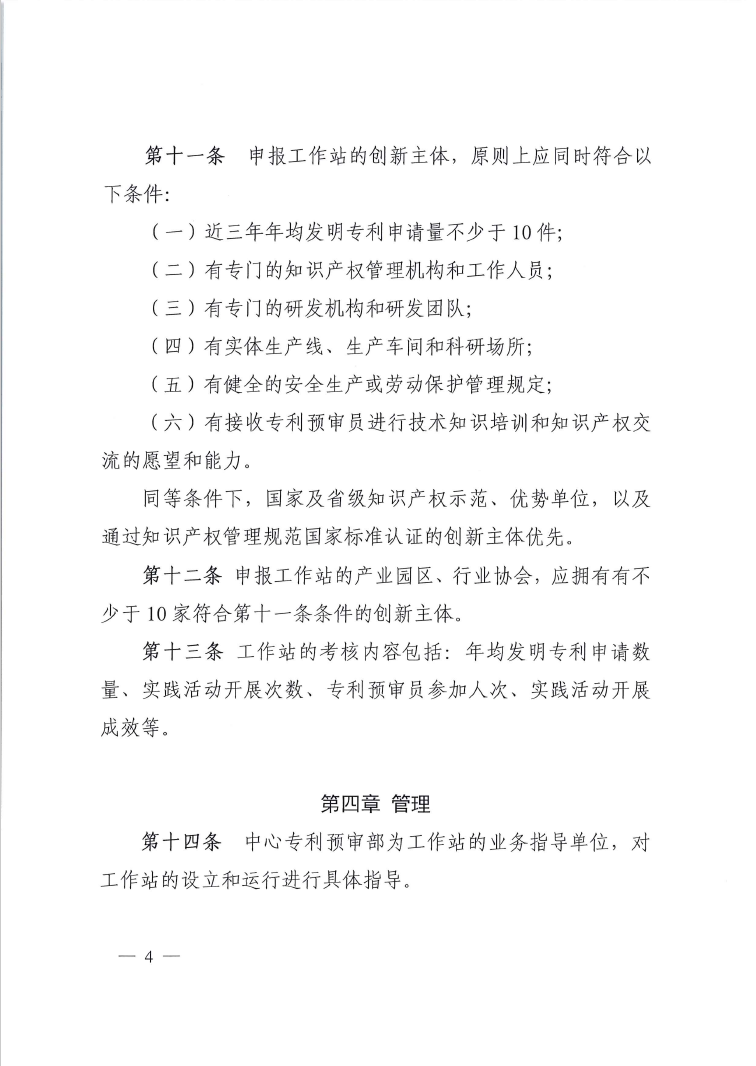 第十一条 申报工作站的创新主体，原则上应同时符合以
下条件：
（一）近三年年均发明专利申请量不少于 10 件；
（二）有专门的知识产权管理机构和工作人员；
（三）有专门的研发机构和研发团队；
（四）有实体生产线、生产车间和科研场所；
（五）有健全的安全生产或劳动保护管理规定；
（六）有接收专利预审员进行技术知识培训和知识产权交
流的愿望和能力。
同等条件下，国家及省级知识产权示范、优势单位，以及
通过知识产权管理规范国家标准认证的创新主体优先。
第十二条 申报工作站的产业园区、行业协会，应拥有有不
少于 10 家符合第十一条条件的创新主体。
第十三条 工作站的考核内容包括：年均发明专利申请数
量、实践活动开展次数、专利预审员参加人次、实践活动开展
成效等。
第四章 管理
第十四条 中心专利预审部为工作站的业务指导单位，对
工作站的设立和运行进行具体指导。
— 4 —